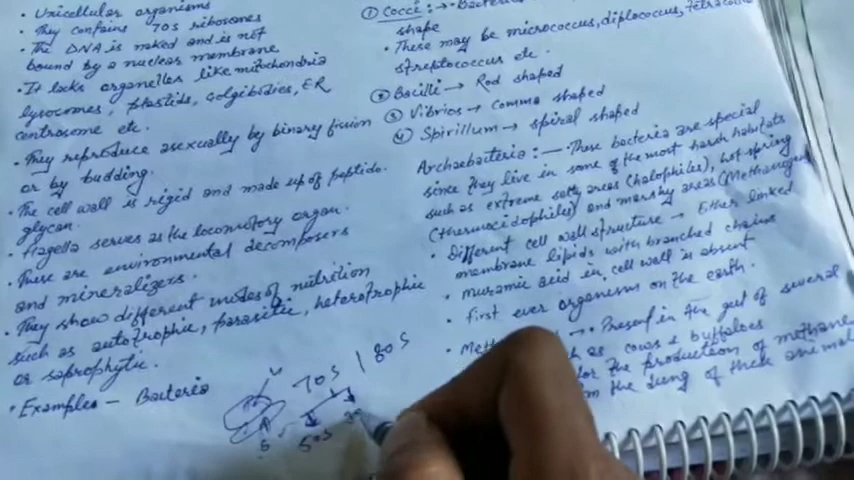 • Unicellular organisms
• They contains 70s ribosomes
• The DNA is naked and is not
bound by a nuclear membrane
• It lacks organelles like mitochondria
lysocomes, plastids, Golgibodies, ER
centrosome etc.
• They reproduce asexually by binary fission
or by budding.
• The cell wall is rigid and made up of peptido.
glycan.
• Flagella serves as the locomotory organ.
• These are environmental decomposers
and mineralizers.
• They show different modes of nutrition
such as autotrophic, parasitic, heterotrophic
or saprophytic.
• Examples — Bacteria
70s | 80s
50s
① Cocci :→ • Bacteria
shape
• These may be micrococcus, diplococcus, tetracoccus
streptococcus etc.
② Bacilli → Rod shaped
③ Vibrios → Comma shaped
④ Spirillum → spiral shaped
Archaebacteria : — These bacteria are special
since they live in some of the most harsh habitats
such as extreme salty areas (halophiles), hot spring
(thermoacidophiles) and marshy areas (Methanogen)
• Different cell wall structure → Ether linked
membrane lipids with branched chains
• muramic acid in cell wall is absent
• First ever organisms on the earth.
• → • Present in the gut of several
as cows & buffaloes
for the production of methane
the dung of these animals